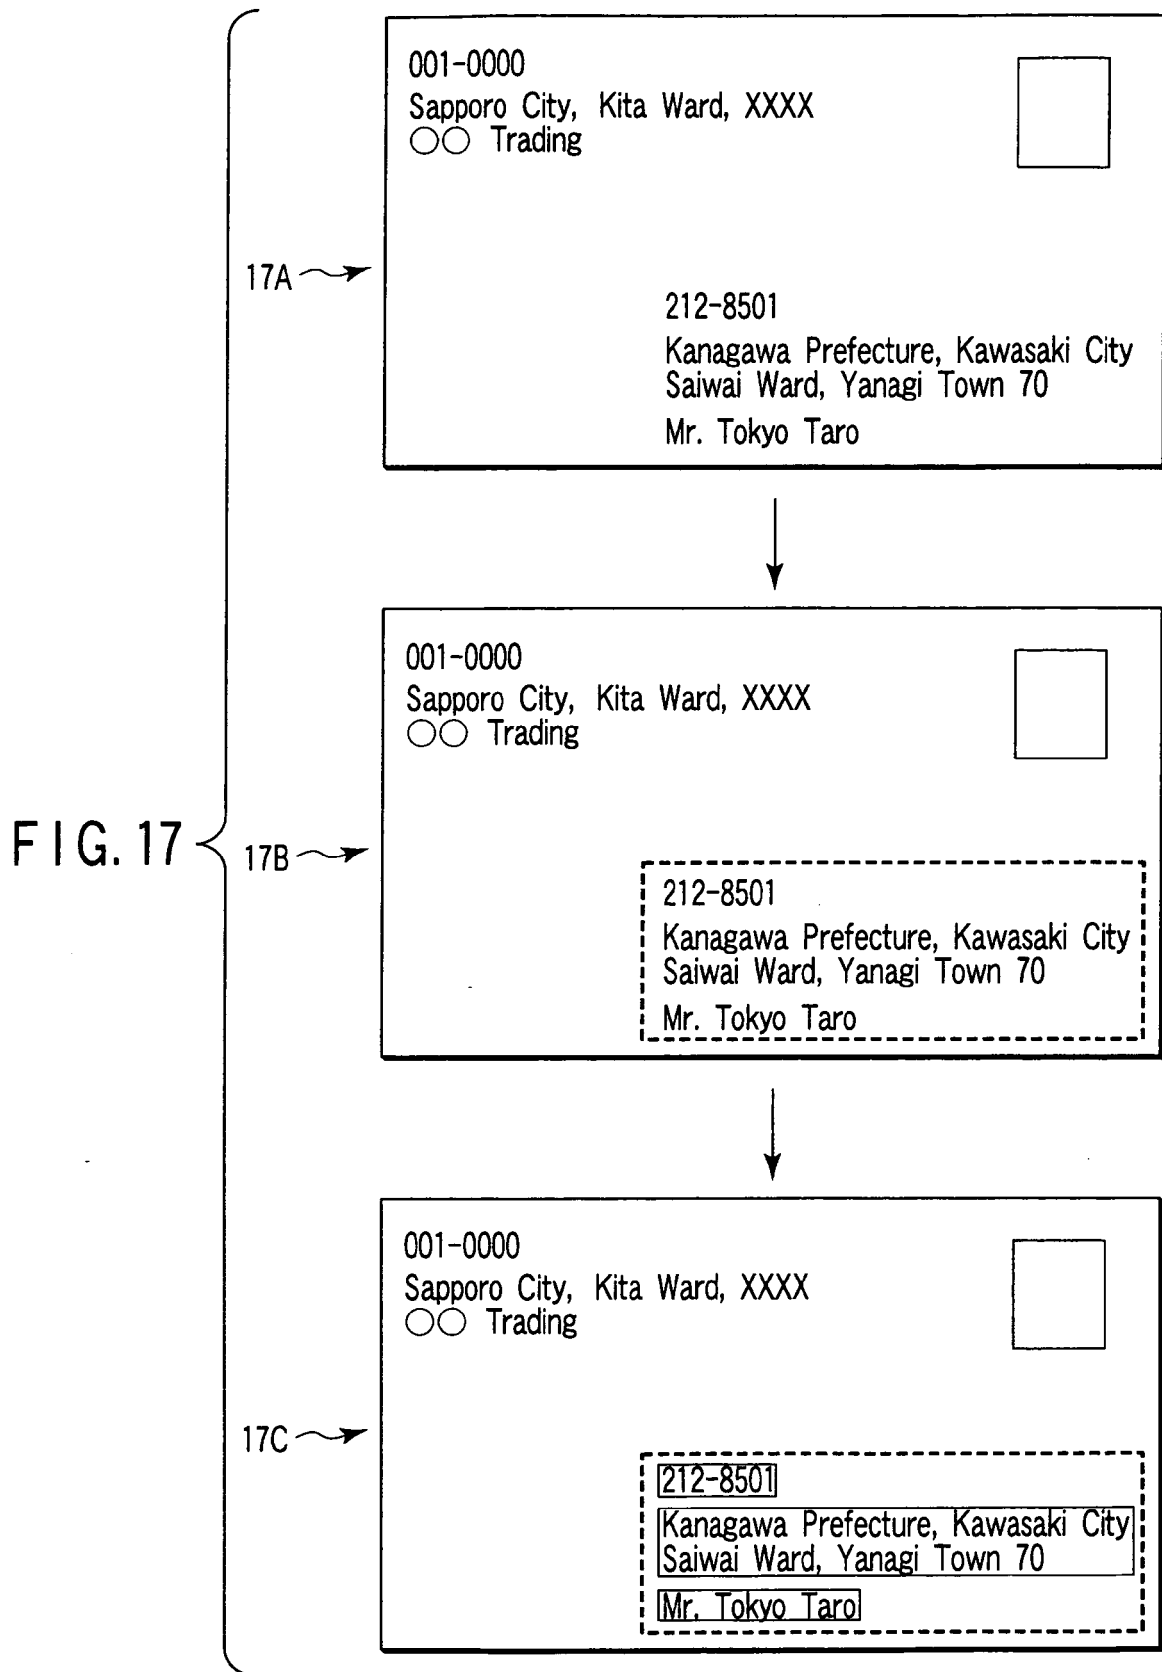 FIG. 17
17A
001-0000
Sapporo City, Kita Ward, XXXX
○○ Trading
212-8501
Kanagawa Prefecture, Kawasaki City
Saiwai Ward, Yanagi Town 70
Mr. Tokyo Taro
17B
001-0000
Sapporo City, Kita Ward, XXXX
○○ Trading
212-8501
Kanagawa Prefecture, Kawasaki City
Saiwai Ward, Yanagi Town 70
Mr. Tokyo Taro
17C
001-0000
Sapporo City, Kita Ward, XXXX
○○ Trading
212-8501
Kanagawa Prefecture, Kawasaki City
Saiwai Ward, Yanagi Town 70
Mr. Tokyo Taro